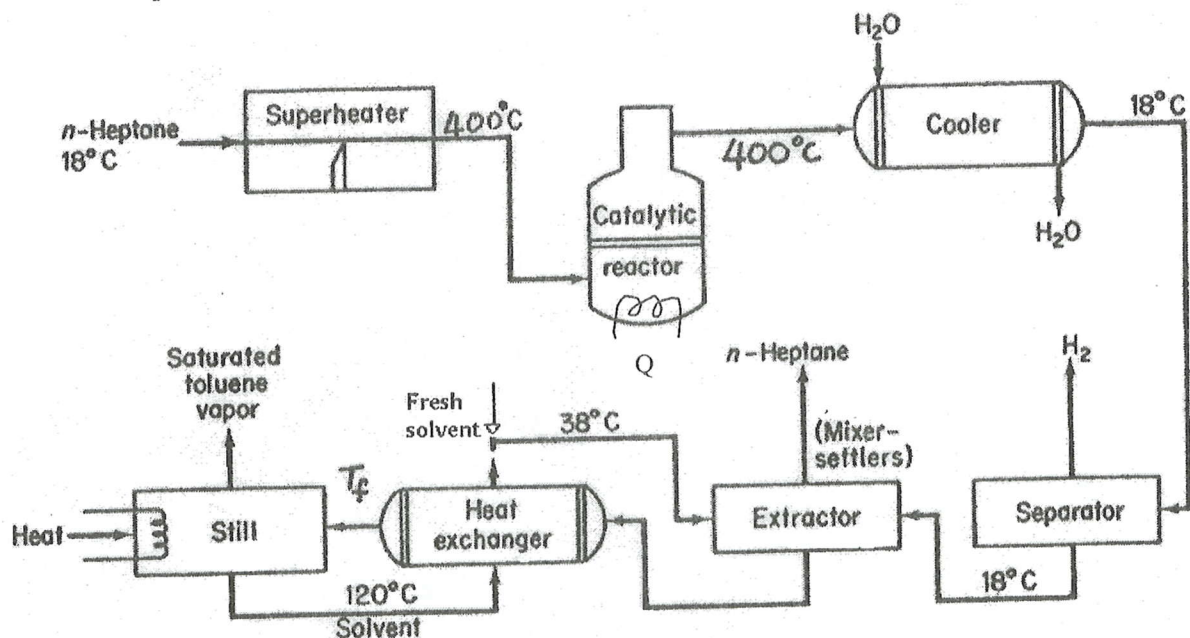 H₂O
Superheater
n-Heptane
18°C
400°C
400°C
Cooler
18°C
H₂O
Catalytic
reactor
Q
Saturated
toluene
vapor
Fresh
solvent
38°C
n-Heptane
(Mixer-
settlers)
H₂
T_f
Heat
Still
Heat
exchanger
Extractor
Separator
120°C
Solvent
18°C